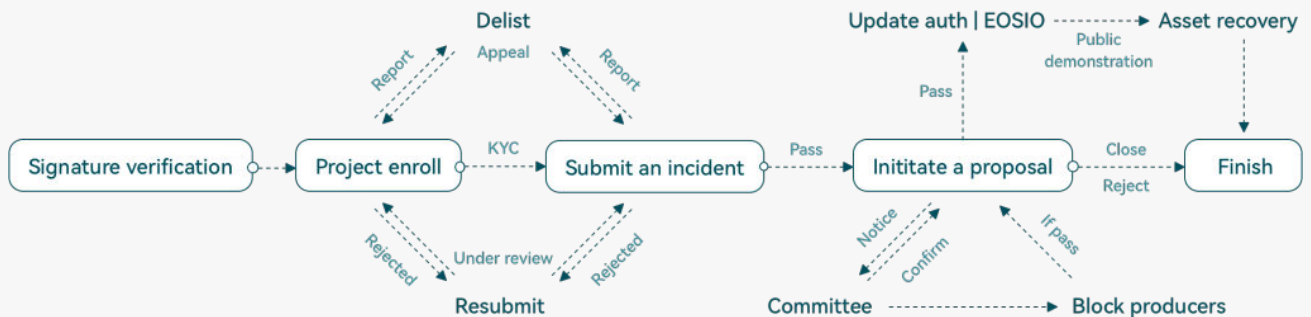 Delist
Update auth | EOSIO
Asset recovery
Appeal
Report
Report
Public
demonstration
Pass
Signature verification
Project enroll
KYC
Submit an incident
Pass
Inititate a proposal
Close
Reject
Finish
Rejected
Under review
Rejected
Notice
Confirm
If pass
Resubmit
Committee
Block producers